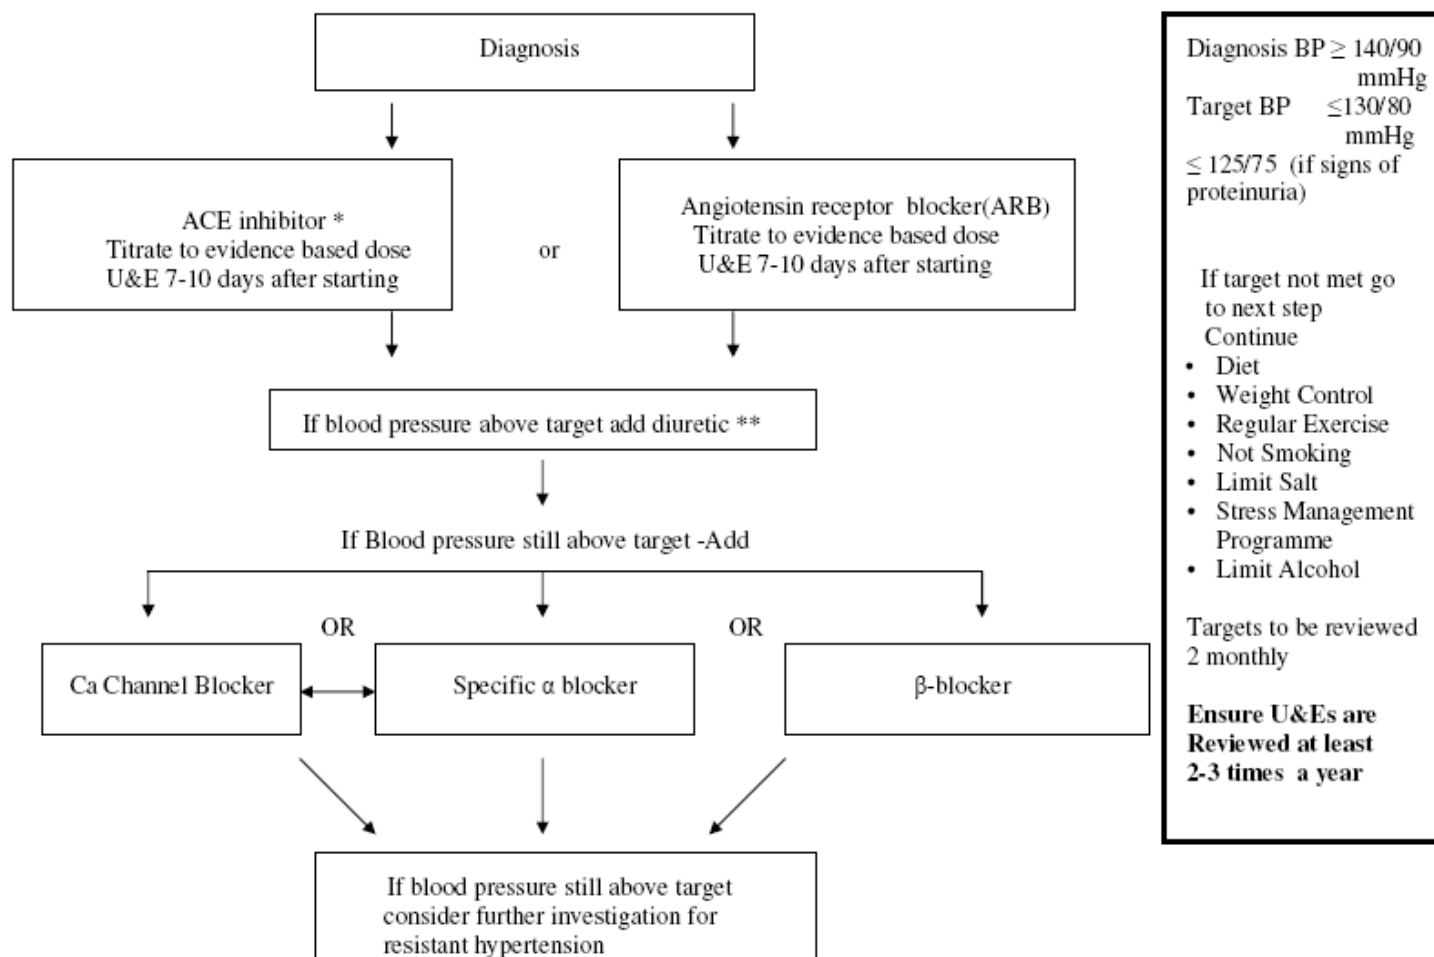 Diagnosis
ACE inhibitor *
Titrate to evidence based dose
U&E 7-10 days after starting
or
Angiotensin receptor blocker(ARB)
Titrate to evidence based dose
U&E 7-10 days after starting
If blood pressure above target add diuretic **
If Blood pressure still above target -Add
OR
OR
Ca Channel Blocker
Specific α blocker
β-blocker
If blood pressure still above target
consider further investigation for
resistant hypertension
Diagnosis BP ≥ 140/90
mmHg
Target BP ≤130/80
mmHg
≤ 125/75 (if signs of
proteinuria)
If target not met go
to next step
Continue
• Diet
• Weight Control
• Regular Exercise
• Not Smoking
• Limit Salt
• Stress Management
Programme
• Limit Alcohol
Targets to be reviewed
2 monthly
Ensure U&Es are
Reviewed at least
2-3 times a year